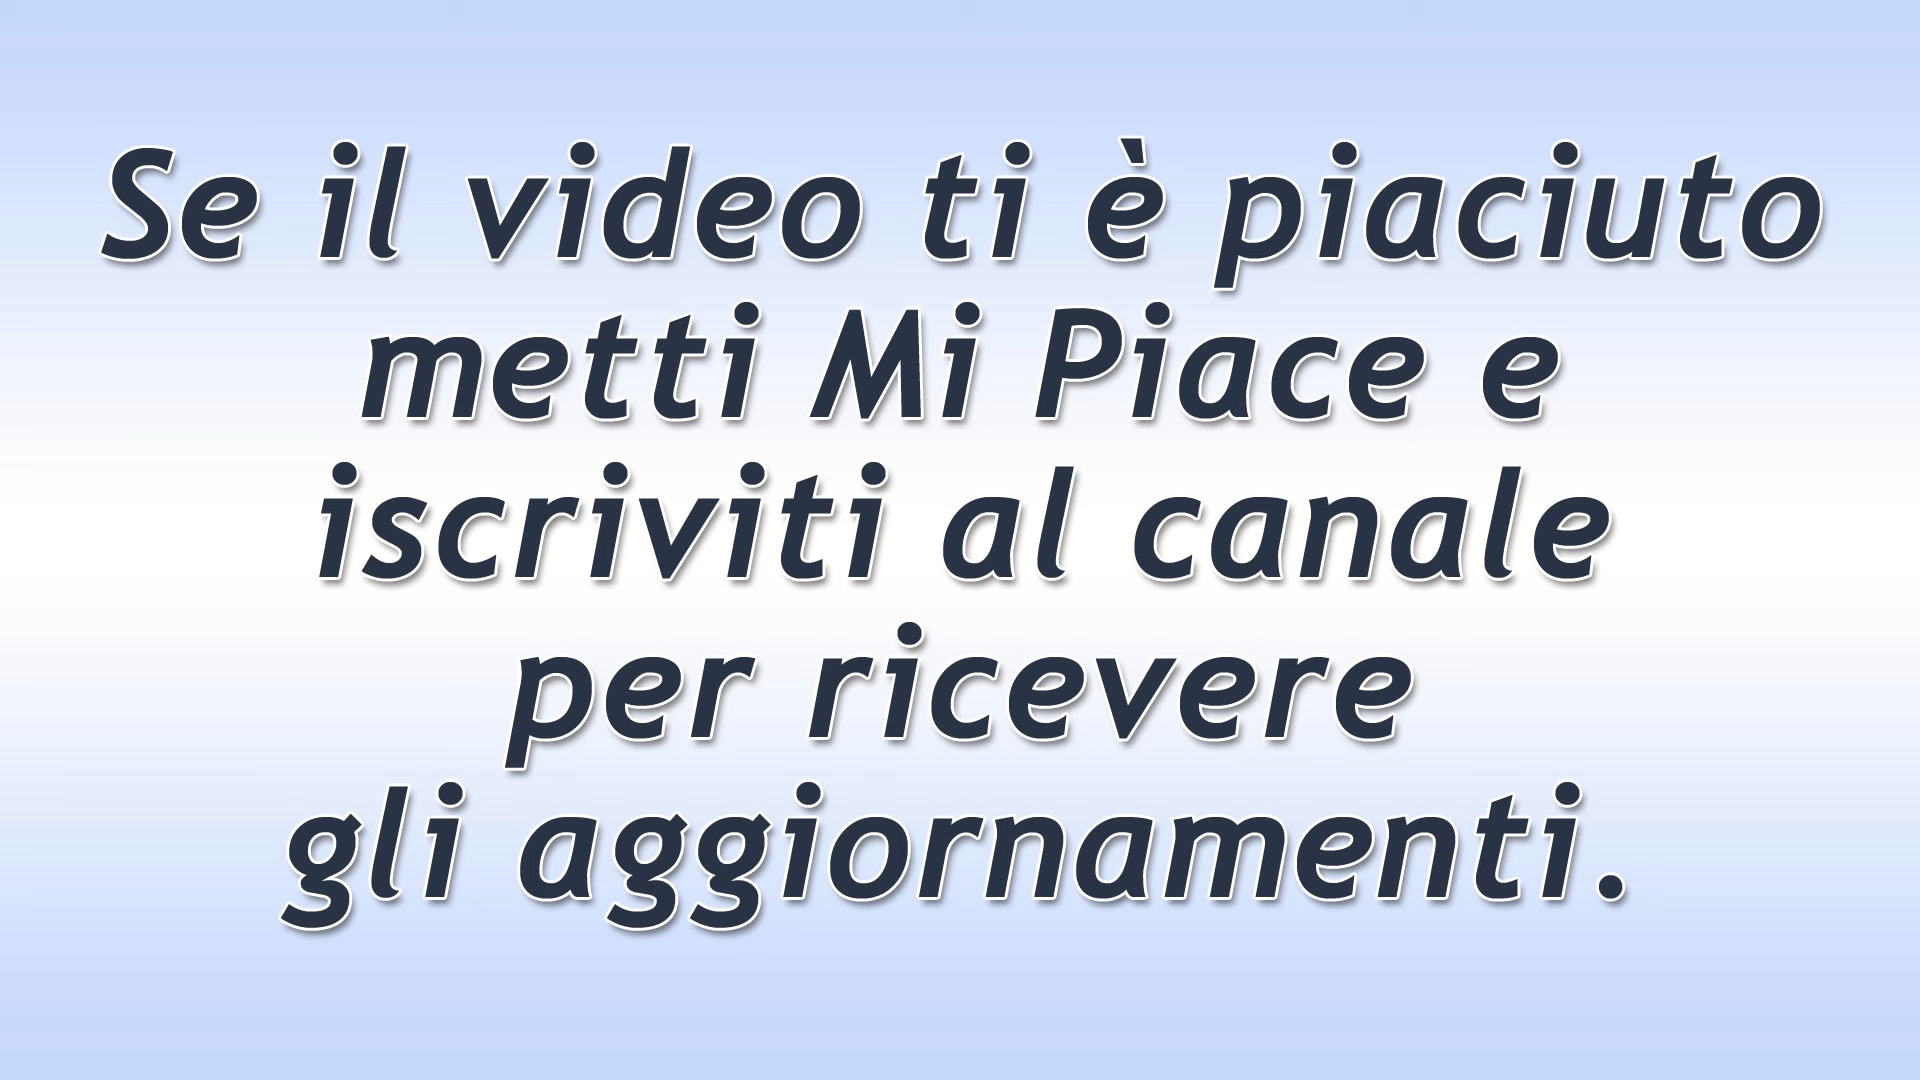 Se il video ti è piaciuto
metti Mi Piace e
iscriviti al canale
per ricevere
gli aggiornamenti.